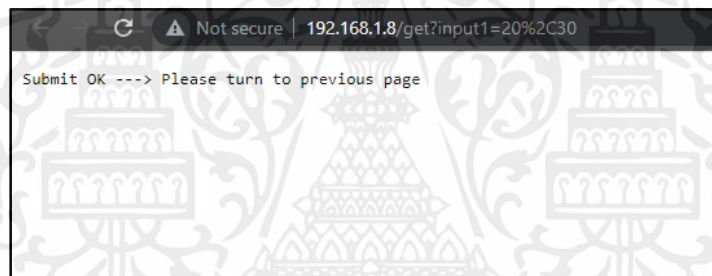 Not secure | 192.168.1.8/get?input1=20%2C30
Submit OK ---> Please turn to previous page